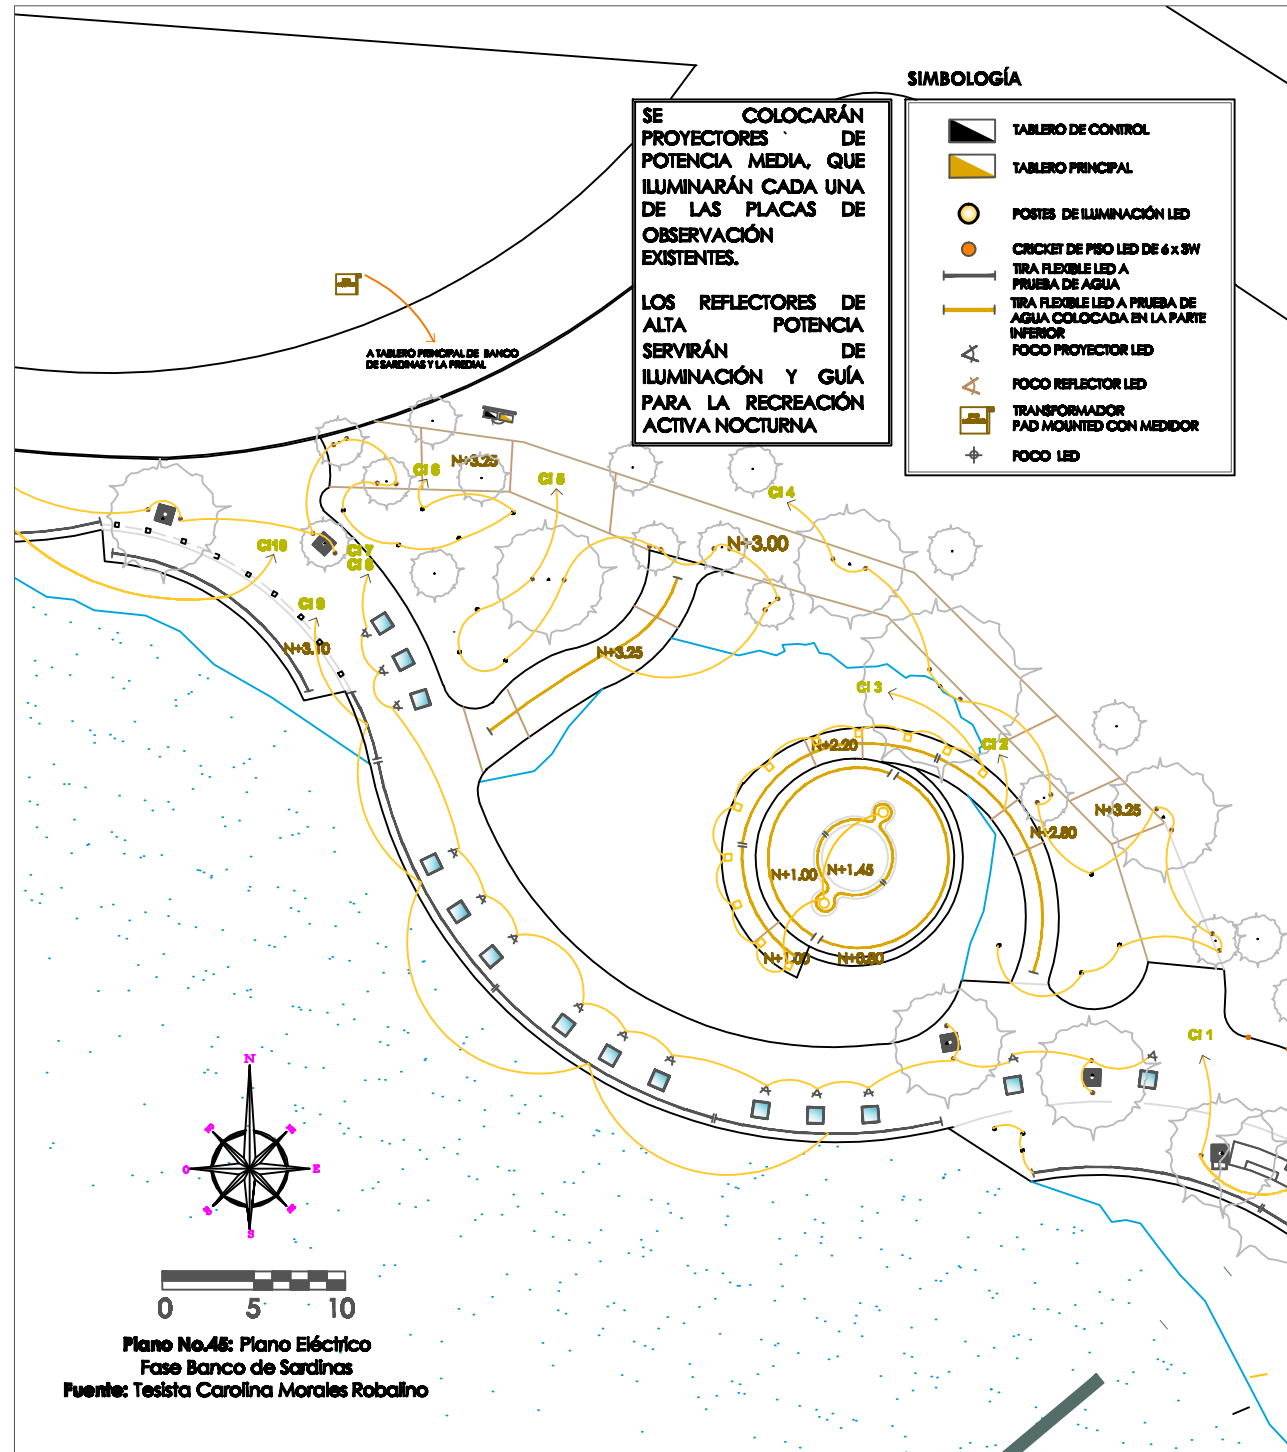 SIMBOLOGÍA
SE COLOCARÁN
PROYECTORES DE
POTENCIA MEDIA, QUE
ILUMINARÁN CADA UNA
DE LAS PLACAS DE
OBSERVACIÓN
EXISTENTES.
LOS REFLECTORES DE
ALTA POTENCIA
SERVIRÁN DE
ILUMINACIÓN Y GUÍA
PARA LA RECREACIÓN
ACTIVA NOCTURNA
TABLERO DE CONTROL
TABLERO PRINCIPAL
POSTES DE ILUMINACIÓN LED
CRICKET DE PISO LED DE 6 x 3W
TIRA FLEXIBLE LED A
PRUEBA DE AGUA
TIRA FLEXIBLE LED A PRUEBA DE
AGUA COLOCADA EN LA PARTE
INFERIOR
FOCO PROYECTOR LED
FOCO REFLECTOR LED
TRANSFORMADOR
PAD MOUNTED CON MEDIDOR
FOCO LED
A TABLERO PRINCIPAL DE BANCO
DE SARDINAS Y LA PREDIAL
N+3.25
CI 6
CI 5
CI 4
N+3.00
CI10
CI 7
CI 8
CI 9
N+3.10
N+3.25
CI 3
CI 2
N+2.20
N+3.25
N+2.80
N+1.00
N+1.45
N+1.00
N+0.80
CI 1
N
O
E
S
0 5 10
Plano No.45: Plano Eléctrico
Fase Banco de Sardinas
Fuente: Tesista Carolina Morales Robalino